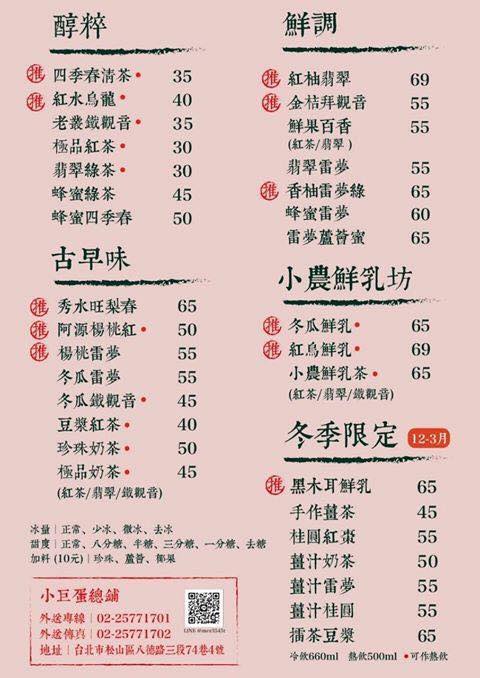 醇粹
推 四季春清茶• 35
推 紅水烏龍• 40
老叢鐵觀音• 35
極品紅茶• 30
翡翠綠茶• 30
蜂蜜綠茶 45
蜂蜜四季春 50
古早味
推 秀水旺梨春 65
推 阿源楊桃紅• 50
推 楊桃雷夢 55
冬瓜雷夢 55
冬瓜鐵觀音• 45
豆漿紅茶• 40
珍珠奶茶• 50
極品奶茶• 45
(紅茶/翡翠/鐵觀音)
冰量｜正常、少冰、微冰、去冰
甜度｜正常、八分糖、半糖、三分糖、一分糖、去糖
加料 (10元)｜珍珠、蘆薈、椰果
小巨蛋總舖
外送專線｜02-25771701
外送傳真｜02-25771702
地址｜台北市松山區八德路三段74巷4號
鮮調
推 紅柚翡翠 69
推 金桔拜觀音 55
鮮果百香 55
(紅茶/翡翠)
翡翠雷夢 55
推 香柚雷夢綠 65
蜂蜜雷夢 60
雷夢蘆薈蜜 65
小農鮮乳坊
推 冬瓜鮮乳• 65
推 紅烏鮮乳• 69
小農鮮乳茶• 65
(紅茶/翡翠/鐵觀音)
冬季限定 12-3月
推 黑木耳鮮乳 65
手作薑茶 45
桂圓紅棗 55
薑汁奶茶 50
薑汁雷夢 55
薑汁桂圓 55
擂茶豆漿 65
冷飲660ml 熱飲500ml •可作熱飲